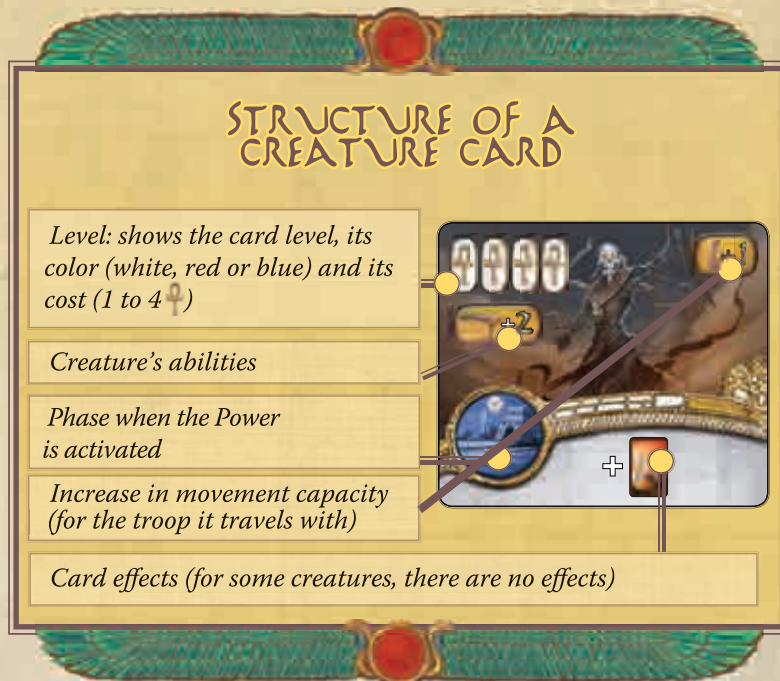 STRUCTURE OF A
CREATURE CARD
Level: shows the card level, its
color (white, red or blue) and its
cost (1 to 4☥)
+1
+2
Creature's abilities
Phase when the Power
is activated
Increase in movement capacity
(for the troop it travels with)
+
Card effects (for some creatures, there are no effects)